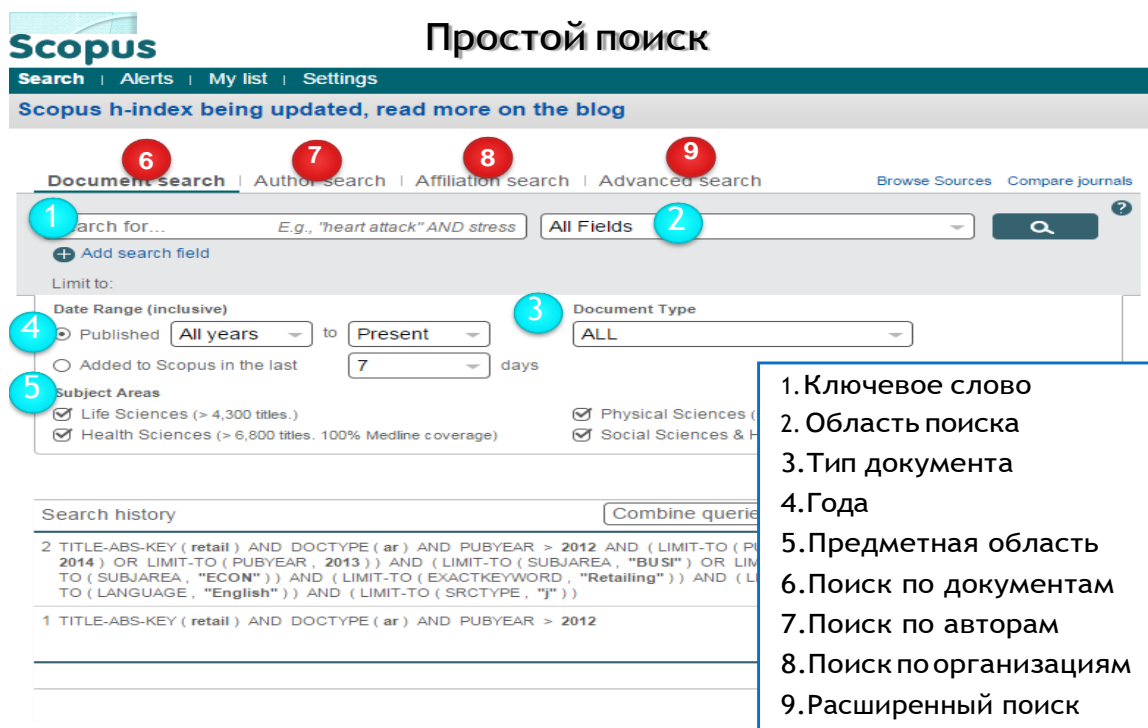 Scopus
Простой поиск
Search | Alerts | My list | Settings
Scopus h-index being updated, read more on the blog
6 7 8 9
Document search | Author search | Affiliation search | Advanced search Browse Sources Compare journals
1 earch for... E.g., "heart attack" AND stress All Fields 2 ?
Add search field
Limit to:
Date Range (inclusive) 3 Document Type
4 Published All years to Present ALL
Added to Scopus in the last 7 days
5 Subject Areas
Life Sciences (> 4,300 titles.) Physical Sciences (
Health Sciences (> 6,800 titles. 100% Medline coverage) Social Sciences & H
Search history Combine querie
2 TITLE-ABS-KEY ( retail ) AND DOCTYPE ( ar ) AND PUBYEAR > 2012 AND ( LIMIT-TO ( PU
2014 ) OR LIMIT-TO ( PUBYEAR , 2013 ) ) AND ( LIMIT-TO ( SUBJAREA , "BUSI" ) OR LIM
TO ( SUBJAREA , "ECON" ) ) AND ( LIMIT-TO ( EXACTKEYWORD , "Retailing" ) ) AND ( LI
TO ( LANGUAGE , "English" ) ) AND ( LIMIT-TO ( SRCTYPE , "j" ) )
1 TITLE-ABS-KEY ( retail ) AND DOCTYPE ( ar ) AND PUBYEAR > 2012
1.Ключевое слово
2.Область поиска
3.Тип документа
4.Года
5.Предметная область
6.Поиск по документам
7.Поиск по авторам
8.Поиск по организациям
9.Расширенный поиск